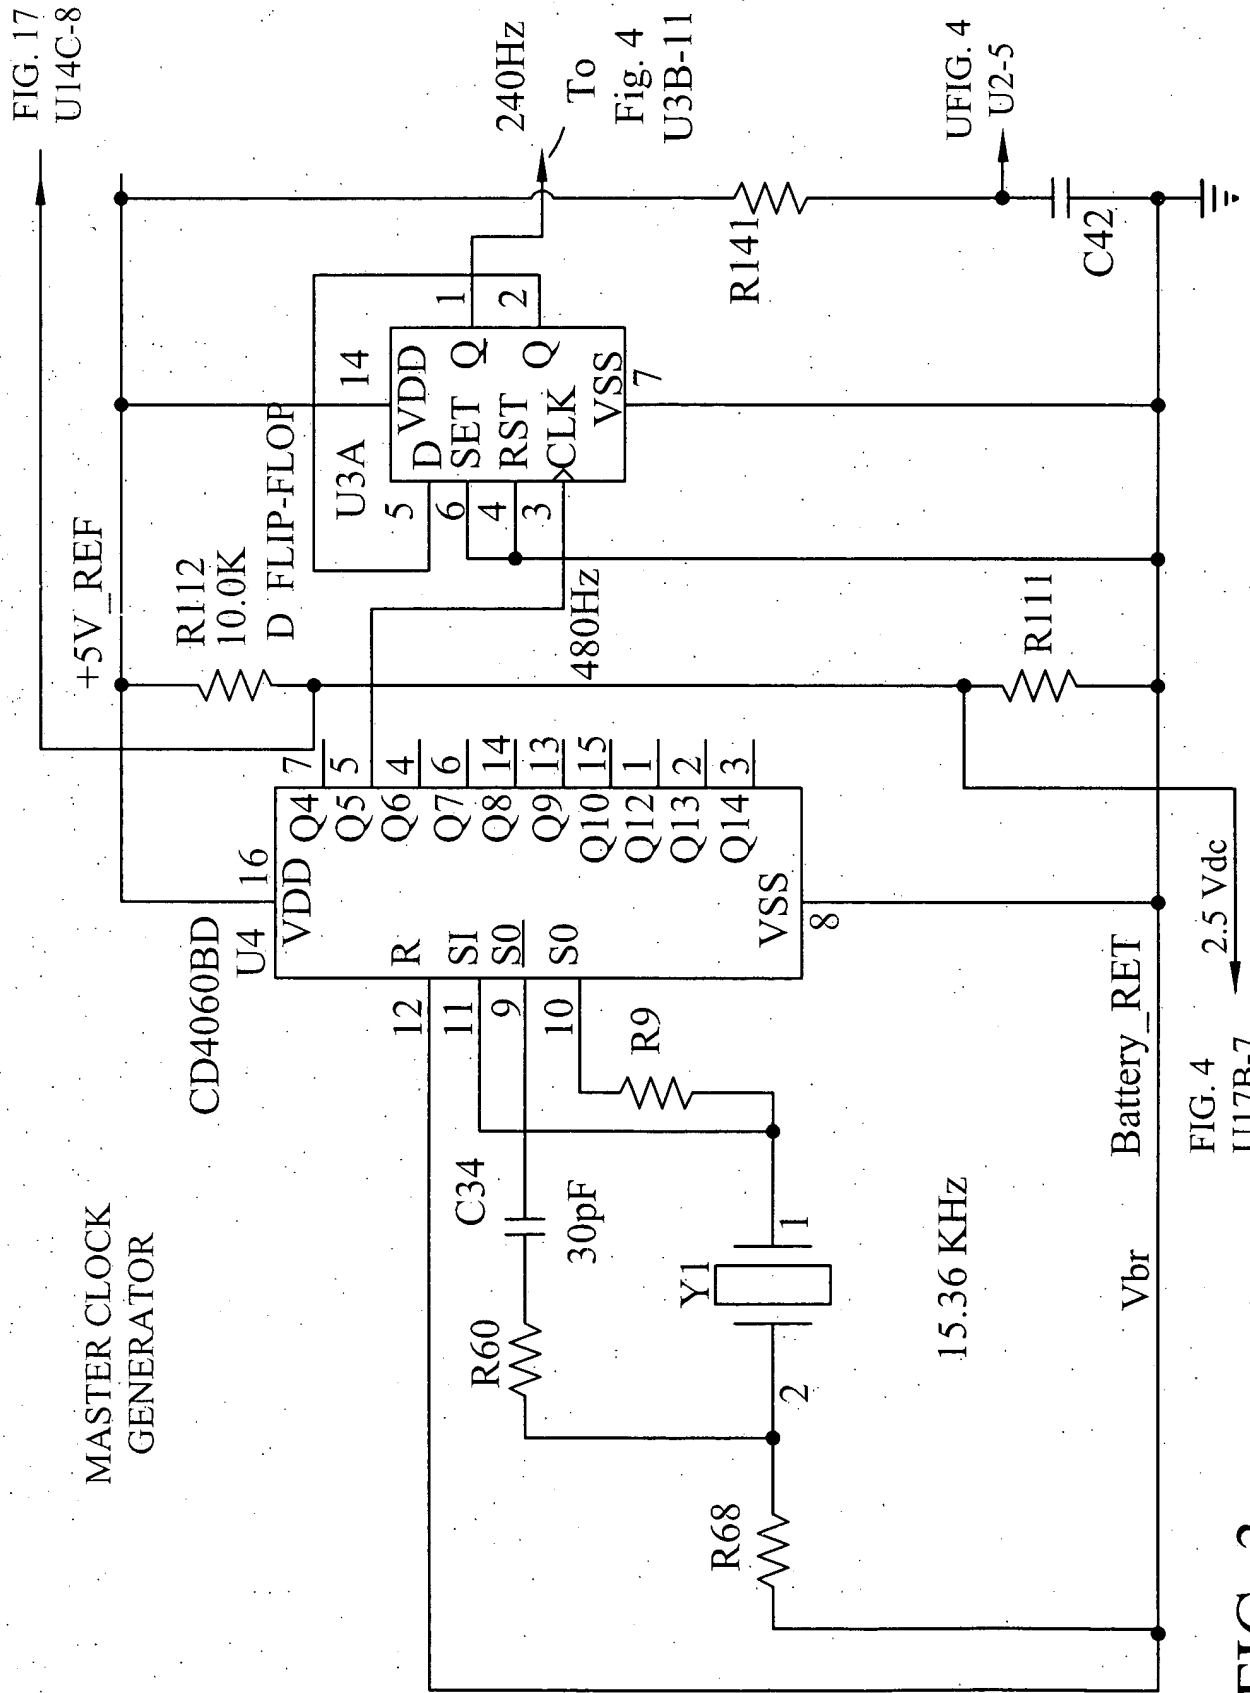 MASTER CLOCK
GENERATOR
FIG. 17
U14C-8
+5V_REF
R112
10.0K
D FLIP-FLOP
U3A
14
VDD
5
D
6
SET
4
RST
3
CLK
Q
1
Q
2
VSS
7
240Hz
To
Fig. 4
U3B-11
480Hz
R141
UFIG. 4
U2-5
C42
R111
CD4060BD
U4
16
VDD
Q4 7
Q5 5
Q6 4
Q7 6
Q8 14
Q9 13
Q10 15
Q12 1
Q13 2
Q14 3
12 R
11 SI
9 S0
10 S0
VSS
8
R9
C34
30pF
R60
Y1
1
2
R68
15.36 KHz
Vbr
Battery_RET
2.5 Vdc
FIG. 4
U17B-7